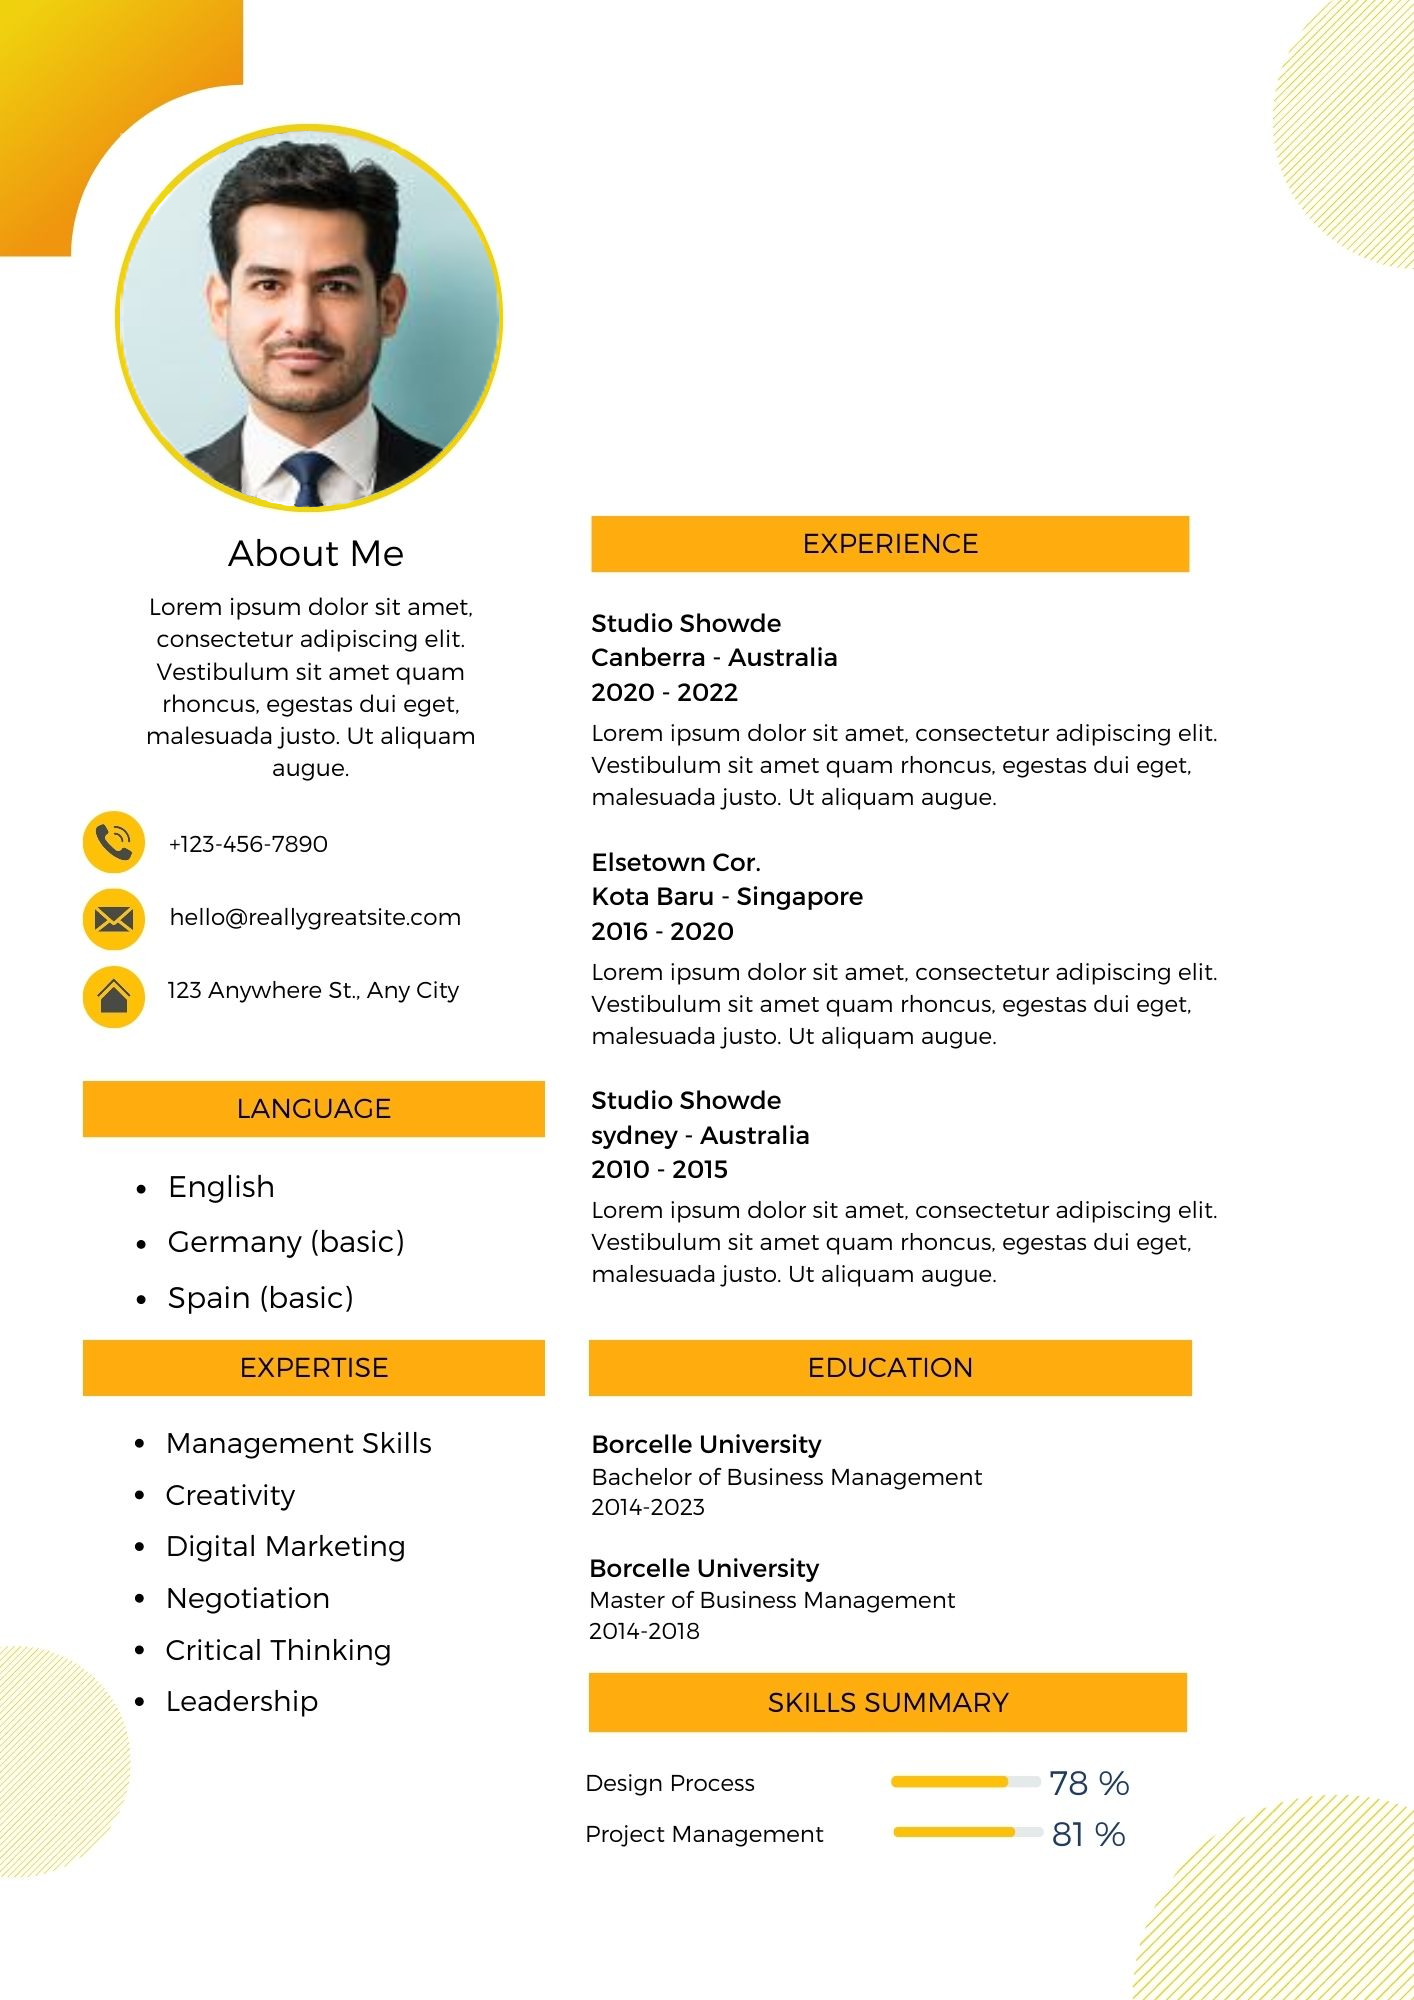 About Me
Lorem ipsum dolor sit amet,
consectetur adipiscing elit.
Vestibulum sit amet quam
rhoncus, egestas dui eget,
malesuada justo. Ut aliquam
augue.
+123-456-7890
hello@reallygreatsite.com
123 Anywhere St., Any City
LANGUAGE
• English
• Germany (basic)
• Spain (basic)
EXPERTISE
• Management Skills
• Creativity
• Digital Marketing
• Negotiation
• Critical Thinking
• Leadership
EXPERIENCE
Studio Showde
Canberra - Australia
2020 - 2022
Lorem ipsum dolor sit amet, consectetur adipiscing elit.
Vestibulum sit amet quam rhoncus, egestas dui eget,
malesuada justo. Ut aliquam augue.
Elsetown Cor.
Kota Baru - Singapore
2016 - 2020
Lorem ipsum dolor sit amet, consectetur adipiscing elit.
Vestibulum sit amet quam rhoncus, egestas dui eget,
malesuada justo. Ut aliquam augue.
Studio Showde
sydney - Australia
2010 - 2015
Lorem ipsum dolor sit amet, consectetur adipiscing elit.
Vestibulum sit amet quam rhoncus, egestas dui eget,
malesuada justo. Ut aliquam augue.
EDUCATION
Borcelle University
Bachelor of Business Management
2014-2023
Borcelle University
Master of Business Management
2014-2018
SKILLS SUMMARY
Design Process 78 %
Project Management 81 %